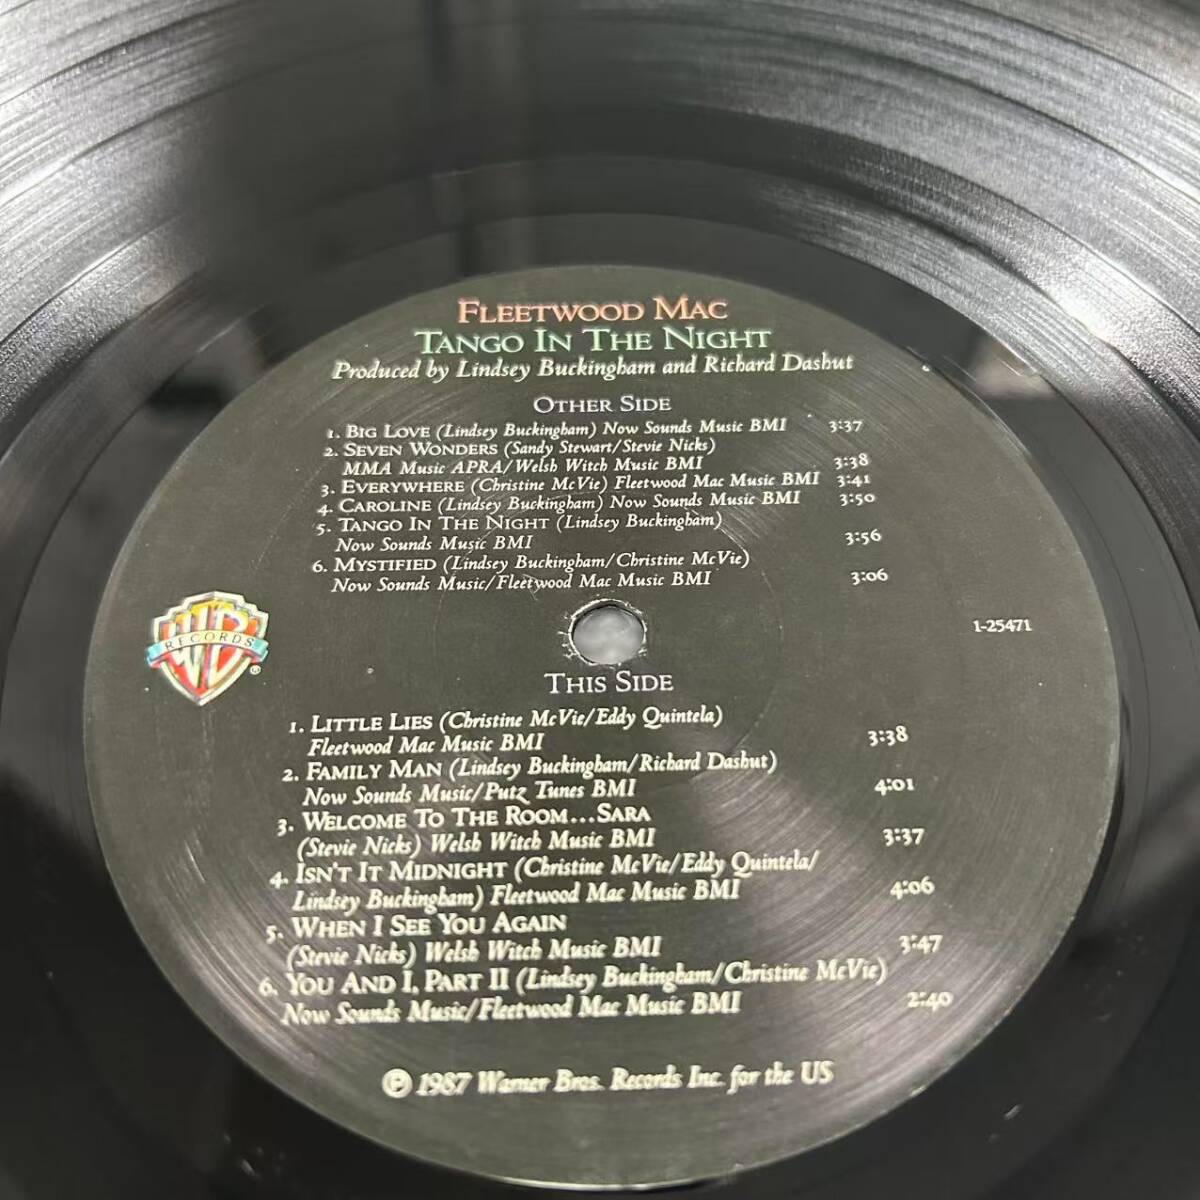 FLEETWOOD MAC
TANGO IN THE NIGHT
Produced by Lindsey Buckingham and Richard Dashut
OTHER SIDE
1. BIG LOVE (Lindsey Buckingham) Now Sounds Music BMI 3:37
2. SEVEN WONDERS (Sandy Stewart/Stevie Nicks)
MMA Music APRA/Welsh Witch Music BMI 3:38
3. EVERYWHERE (Christine McVie) Fleetwood Mac Music BMI 3:41
4. CAROLINE (Lindsey Buckingham) Now Sounds Music BMI 3:50
5. TANGO IN THE NIGHT (Lindsey Buckingham)
Now Sounds Music BMI 3:56
6. MYSTIFIED (Lindsey Buckingham/Christine McVie)
Now Sounds Music/Fleetwood Mac Music BMI 3:06
WB
RECORDS
®
1-25471
THIS SIDE
1. LITTLE LIES (Christine McVie/Eddy Quintela)
Fleetwood Mac Music BMI 3:38
2. FAMILY MAN (Lindsey Buckingham/Richard Dashut)
Now Sounds Music/Putz Tunes BMI 4:01
3. WELCOME TO THE ROOM...SARA
(Stevie Nicks) Welsh Witch Music BMI 3:37
4. ISN'T IT MIDNIGHT (Christine McVie/Eddy Quintela/
Lindsey Buckingham) Fleetwood Mac Music BMI 4:06
5. WHEN I SEE YOU AGAIN
(Stevie Nicks) Welsh Witch Music BMI 3:47
6. YOU AND I, PART II (Lindsey Buckingham/Christine McVie)
Now Sounds Music/Fleetwood Mac Music BMI 2:40
℗ 1987 Warner Bros. Records Inc. for the US